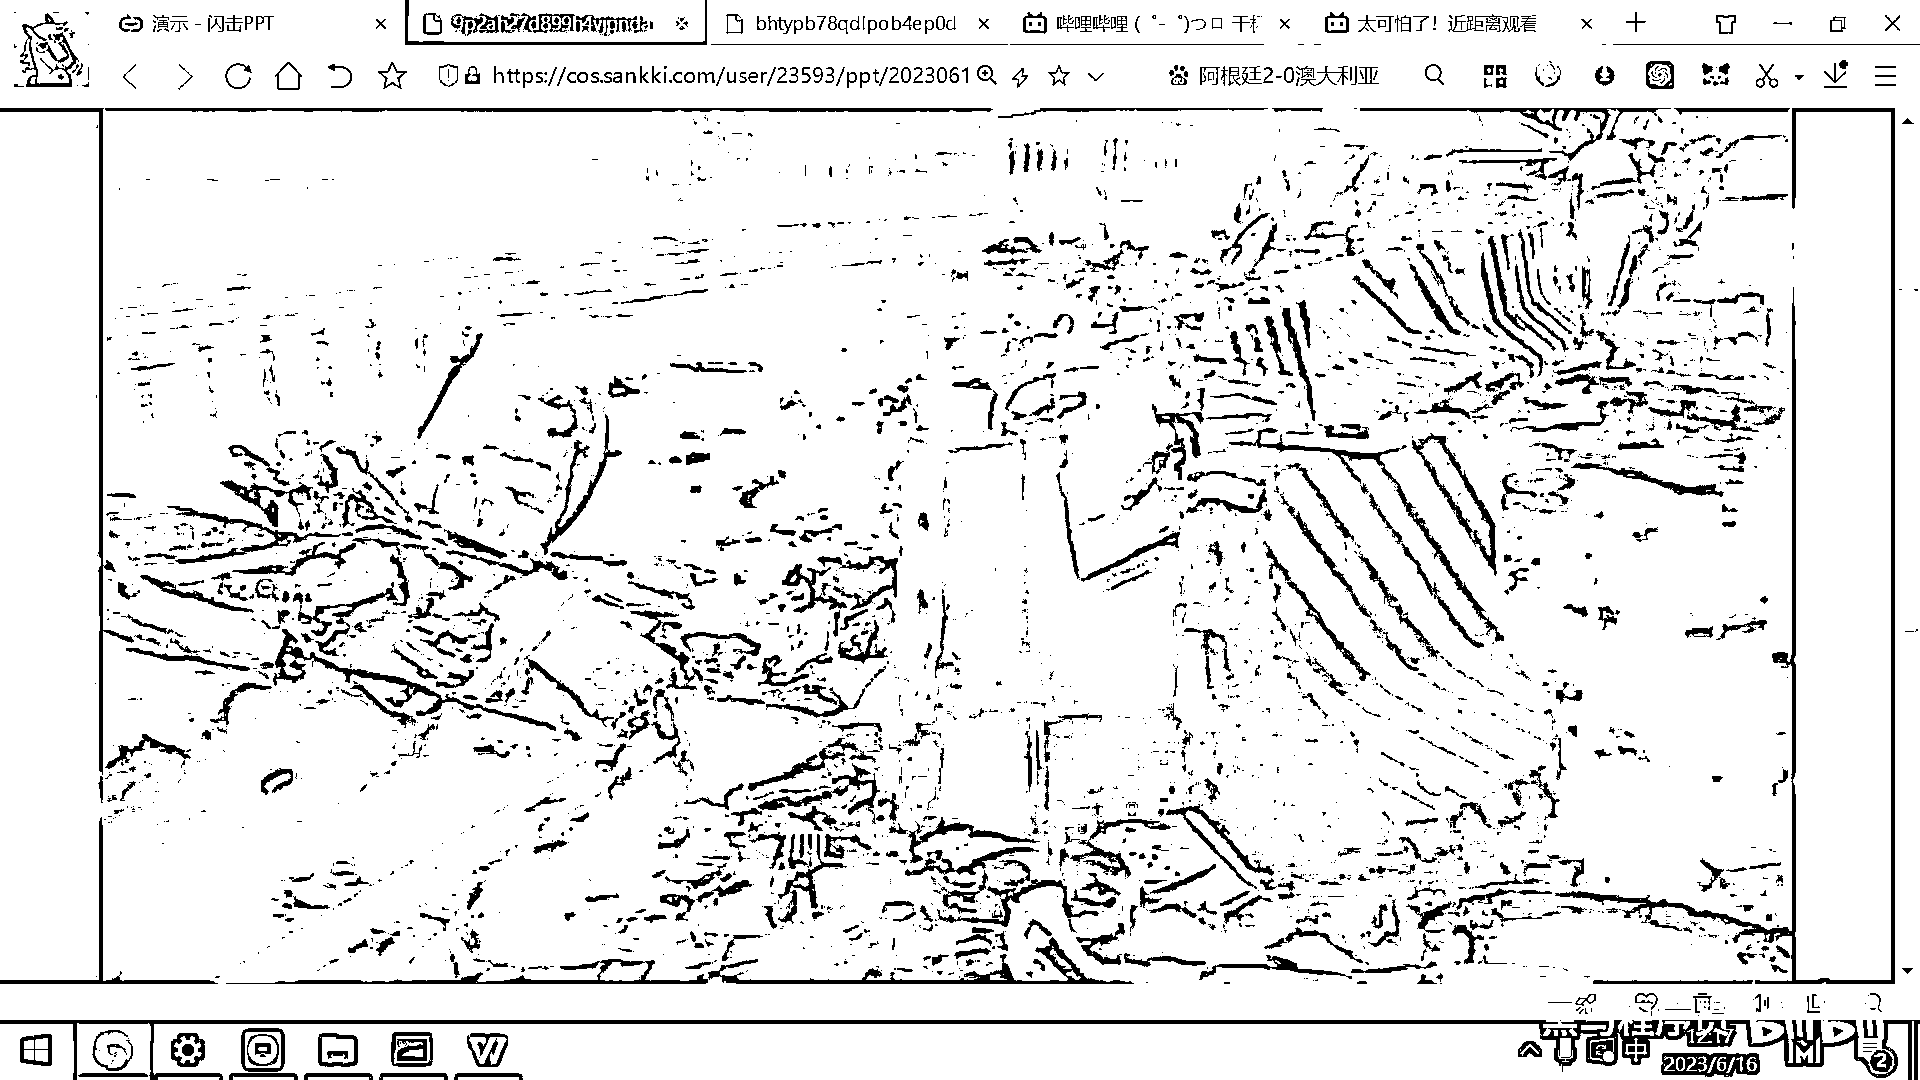 演示 - 闪击PPT
9p2ah27d899h4vjpnda
bhtypb78qdlpob4ep0d
哔哩哔哩 ( ゜- ゜)つロ 干杯
太可怕了！近距离观看
https://cos.sankki.com/user/23593/ppt/2023061
阿根廷2-0澳大利亚
中
2023/6/16
2